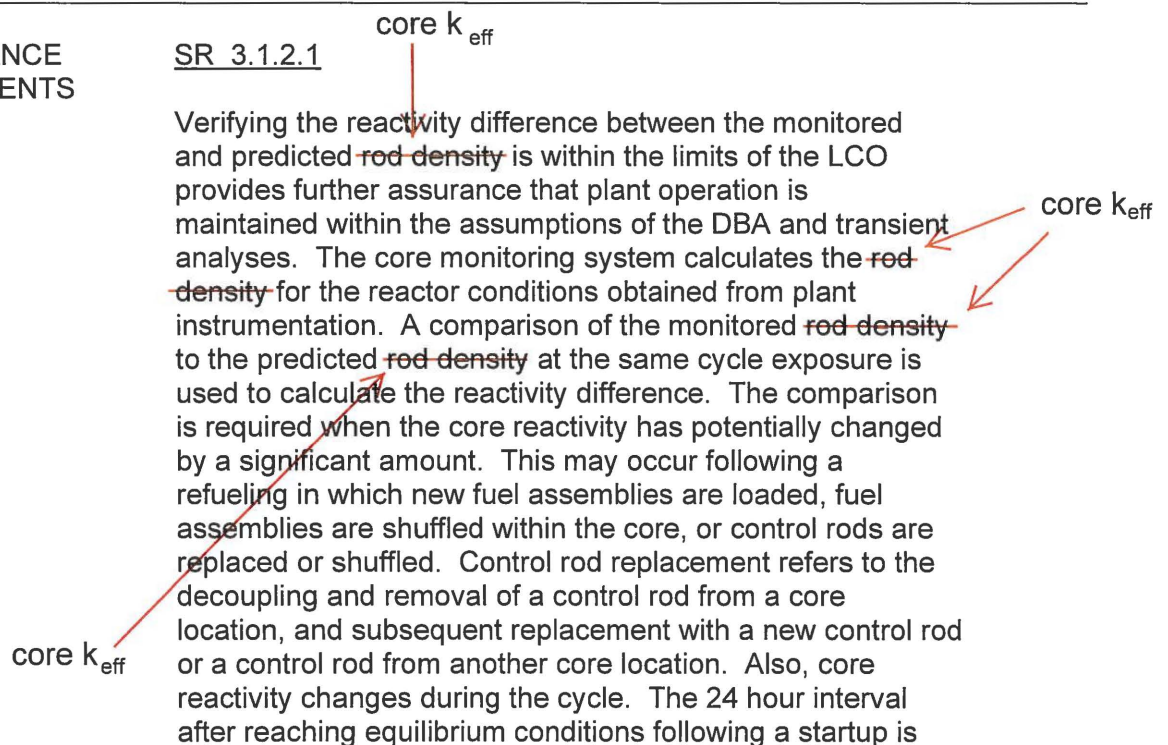 core k eff
NCE SR 3.1.2.1
ENTS
Verifying the reactivity difference between the monitored
and predicted rod density is within the limits of the LCO
provides further assurance that plant operation is
core keff
maintained within the assumptions of the DBA and transient
analyses. The core monitoring system calculates the rod
density for the reactor conditions obtained from plant
instrumentation. A comparison of the monitored rod density
to the predicted rod density at the same cycle exposure is
used to calculate the reactivity difference. The comparison
is required when the core reactivity has potentially changed
by a significant amount. This may occur following a
refueling in which new fuel assemblies are loaded, fuel
assemblies are shuffled within the core, or control rods are
replaced or shuffled. Control rod replacement refers to the
decoupling and removal of a control rod from a core
location, and subsequent replacement with a new control rod
core keff
or a control rod from another core location. Also, core
reactivity changes during the cycle. The 24 hour interval
after reaching equilibrium conditions following a startup is